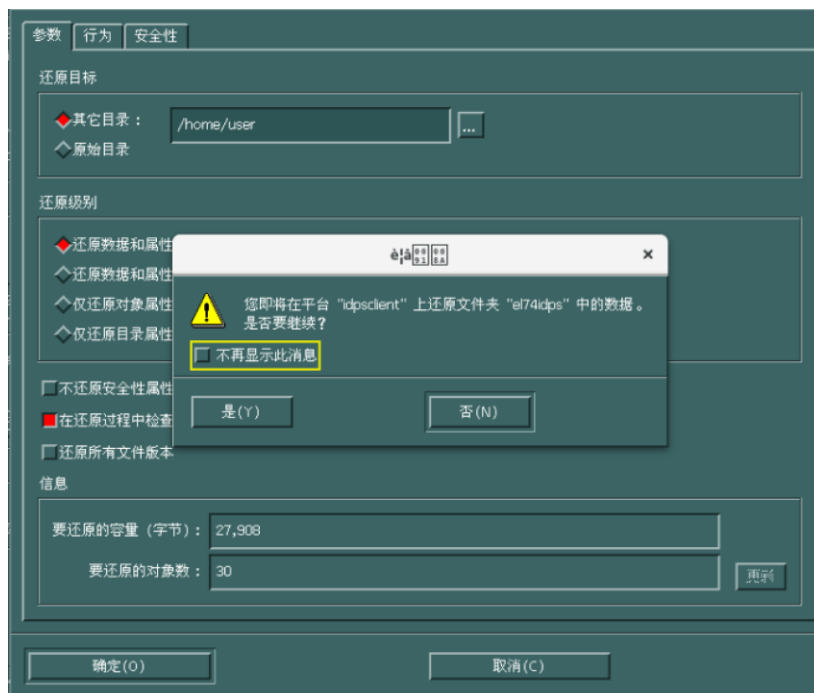 参数 行为 安全性
还原目标
其它目录：
/home/user
...
原始目录
还原级别
还原数据和属性
还原数据和属性
仅还原对象属性
仅还原目录属性
您即将在平台 "idpsclient" 上还原文件夹 "el74idps" 中的数据。
是否要继续？
不再显示此消息
是(Y)
否(N)
不还原安全性属性
在还原过程中检查
还原所有文件版本
信息
要还原的容量 (字节)：
27,908
要还原的对象数：
30
更新
确定(O)
取消(C)